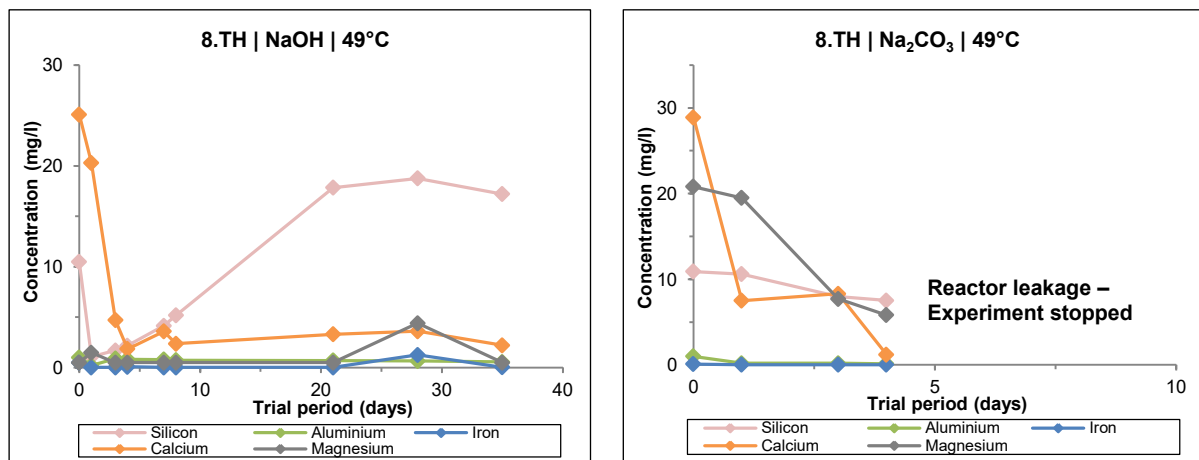 8.TH | NaOH | 49°C
30
20
10
0
Concentration (mg/l)
0
10
20
30
40
Trial period (days)
Silicon
Aluminium
Iron
Calcium
Magnesium
8.TH | Na₂CO₃ | 49°C
30
20
10
0
Concentration (mg/l)
Reactor leakage –
Experiment stopped
0
5
10
Trial period (days)
Silicon
Aluminium
Iron
Calcium
Magnesium